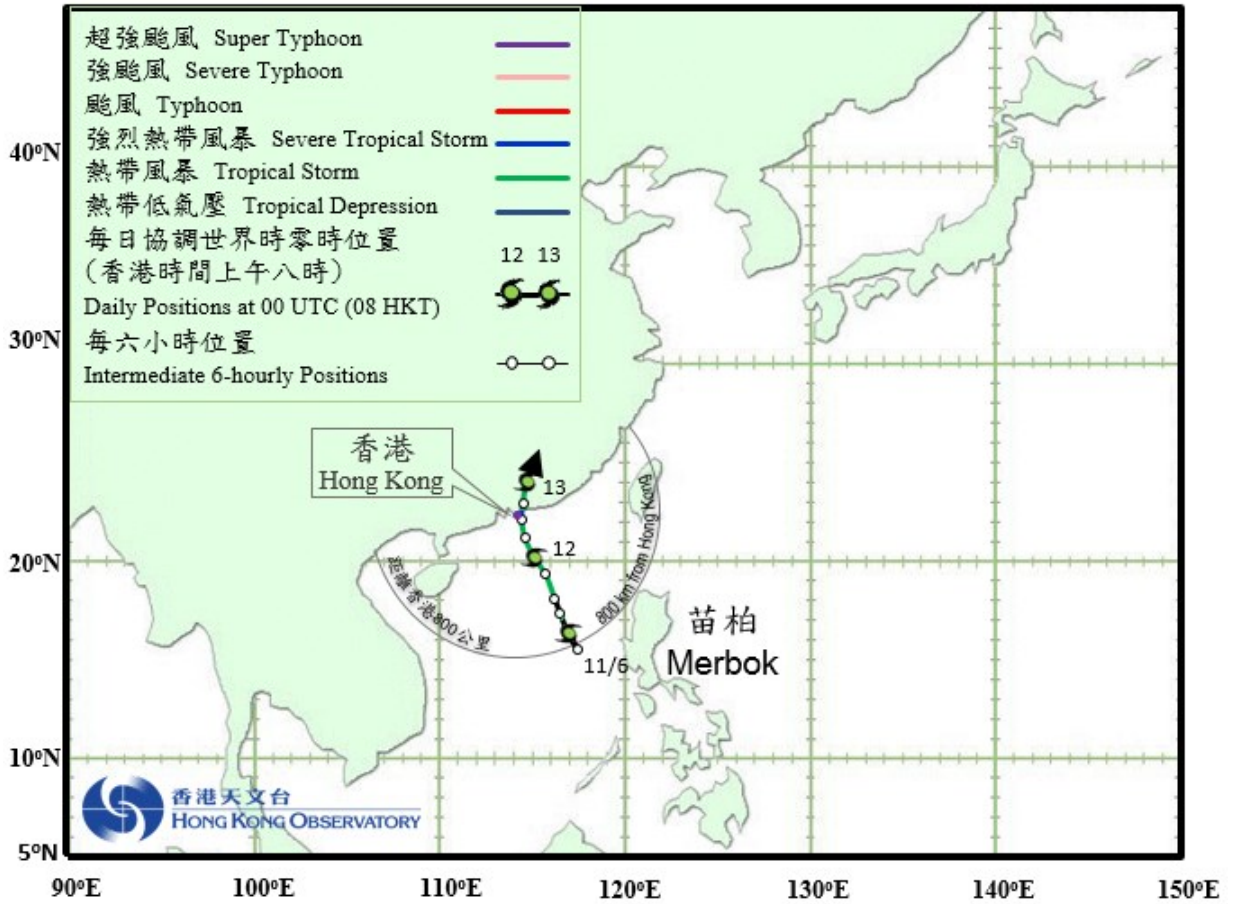 超強颱風 Super Typhoon
強颱風 Severe Typhoon
颱風 Typhoon
強烈熱帶風暴 Severe Tropical Storm
熱帶風暴 Tropical Storm
熱帶低氣壓 Tropical Depression
每日協調世界時零時位置
(香港時間上午八時)
12 13
Daily Positions at 00 UTC (08 HKT)
每六小時位置
Intermediate 6-hourly Positions
40°N
30°N
20°N
10°N
5°N
香港
Hong Kong
13
12
11/6
距離香港800公里
800 km from Hong Kong
苗柏
Merbok
香港天文台
HONG KONG OBSERVATORY
90°E
100°E
110°E
120°E
130°E
140°E
150°E